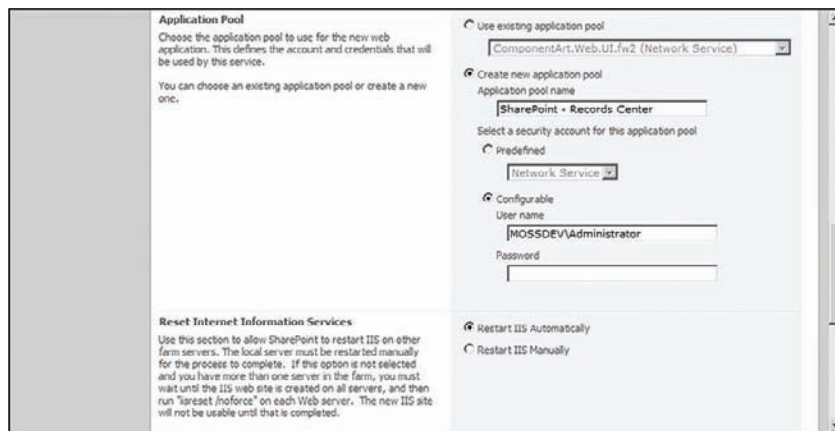 Application Pool
Choose the application pool to use for the new web
application. This defines the account and credentials that will
be used by this service.
You can choose an existing application pool or create a new
one.
Use existing application pool
ComponentArt.Web.UI.fw2 (Network Service)
Create new application pool
Application pool name
SharePoint - Records Center
Select a security account for this application pool
Predefined
Network Service
Configurable
User name
MOSSDEV\Administrator
Password
Reset Internet Information Services
Use this section to allow SharePoint to restart IIS on other
farm servers. The local server must be restarted manually
for the process to complete. If this option is not selected
and you have more than one server in the farm, you must
wait until the IIS web site is created on all servers, and then
run "iisreset /noforce" on each Web server. The new IIS site
will not be usable until that is completed.
Restart IIS Automatically
Restart IIS Manually